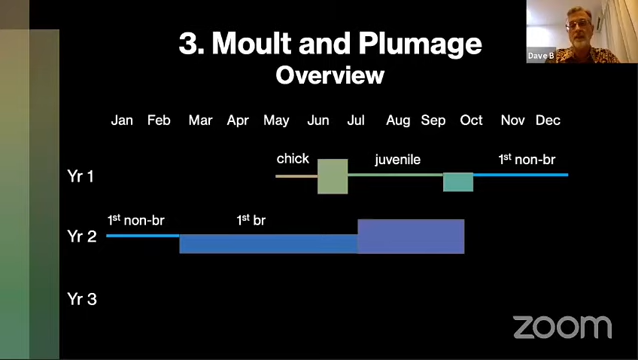 3. Moult and Plumage
Overview
Dave B
Jan Feb Mar Apr May Jun Jul Aug Sep Oct Nov Dec
chick juvenile 1st non-br
Yr 1
1st non-br 1st br
Yr 2
Yr 3
zoom